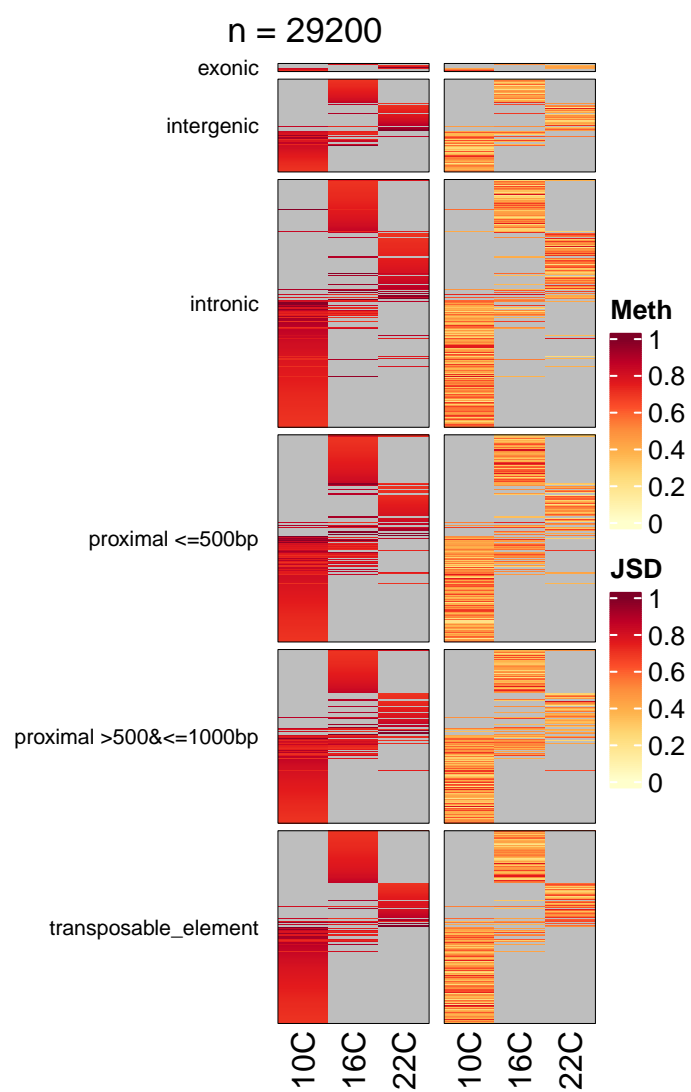 n = 29200
exonic
intergenic
intronic
proximal <=500bp
proximal >500&<=1000bp
transposable_element
Meth
1
0.8
0.6
0.4
0.2
0
JSD
1
0.8
0.6
0.4
0.2
0
10C 16C 22C 10C 16C 22C